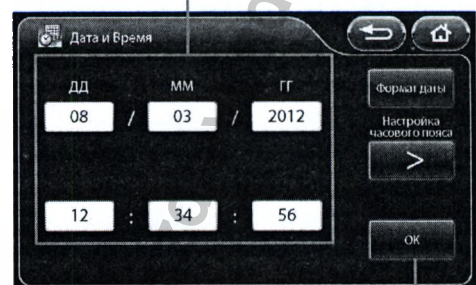 Дата и Время
ДД ММ ГГ
08 / 03 / 2012
12 : 34 : 56
Формат даты
Настройка
часового пояса
>
OK